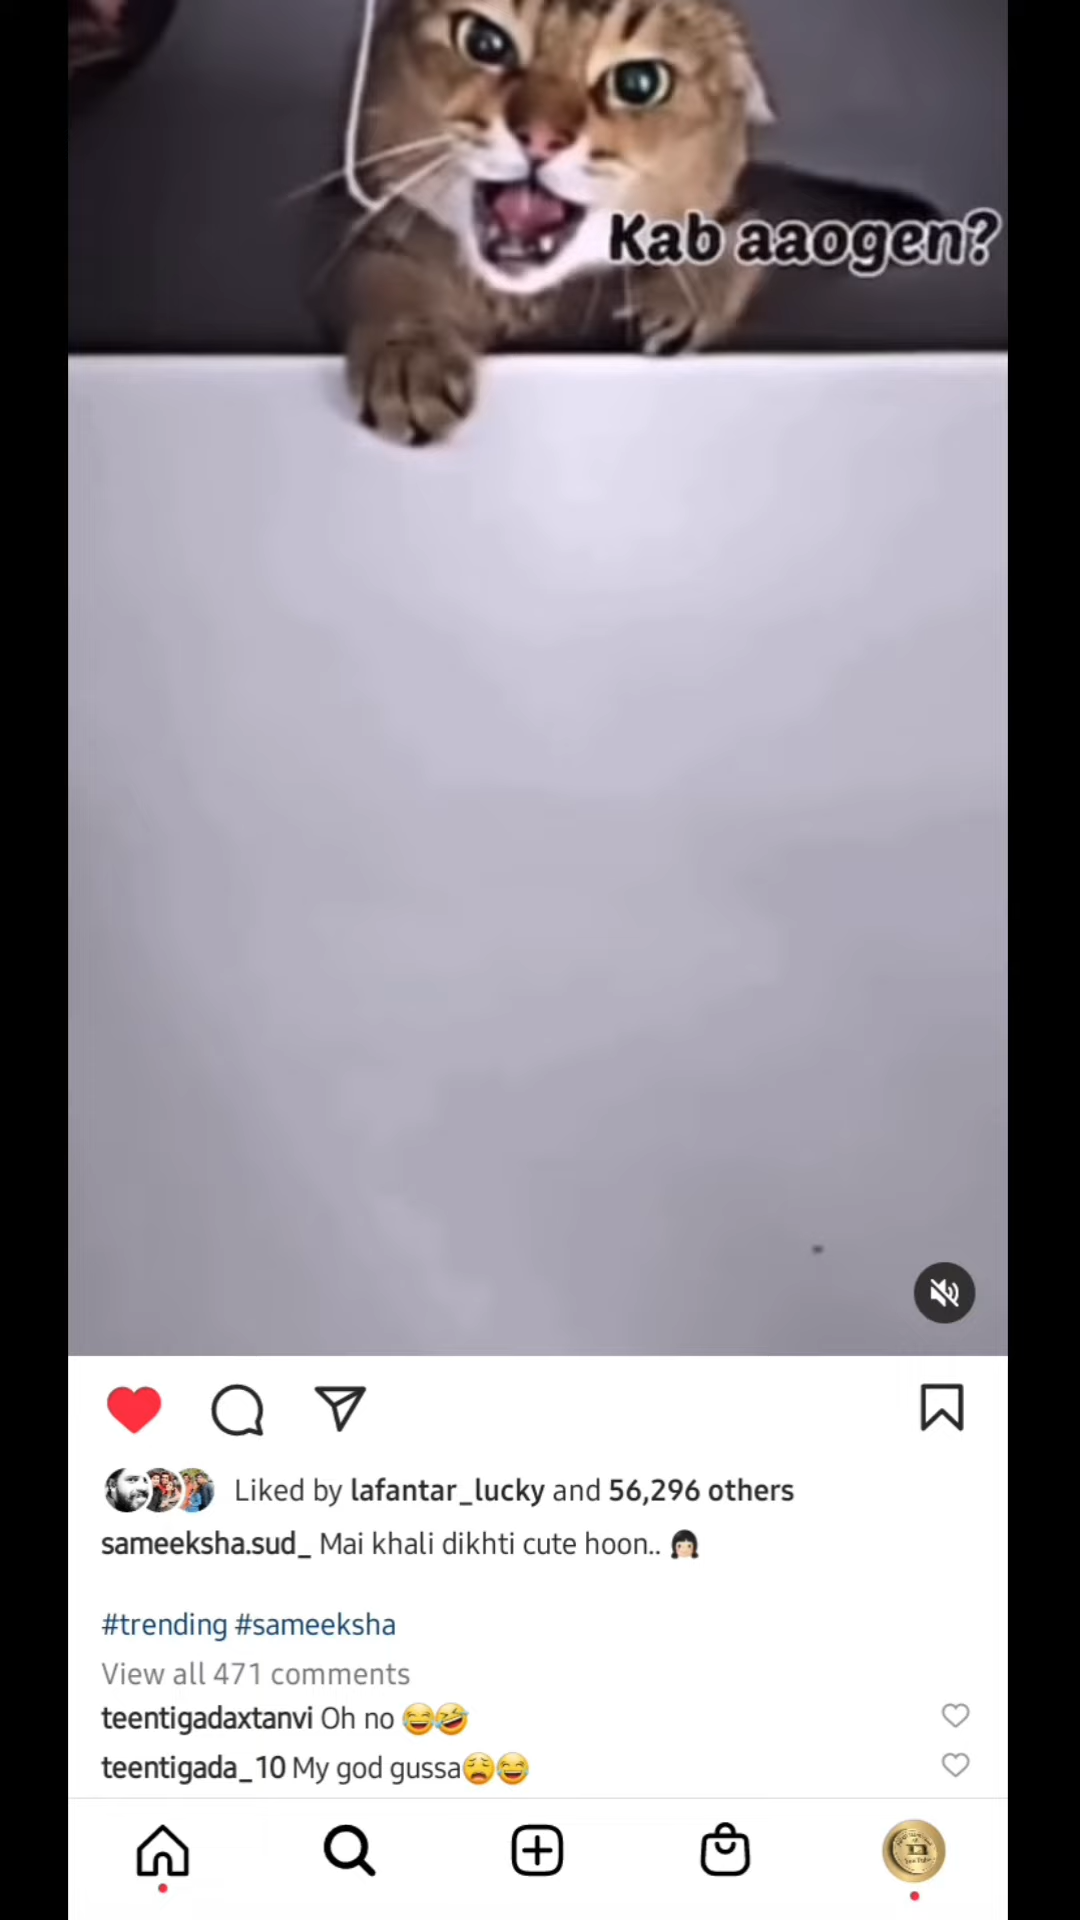 Kab aaogen?
Liked by lafantar_lucky and 56,296 others
sameeksha.sud_ Mai khali dikhti cute hoon.. 👧🏻
#trending #sameeksha
View all 471 comments
teentigadaxtanvi Oh no 😂🤣
teentigada_10 My god gussa😩😂